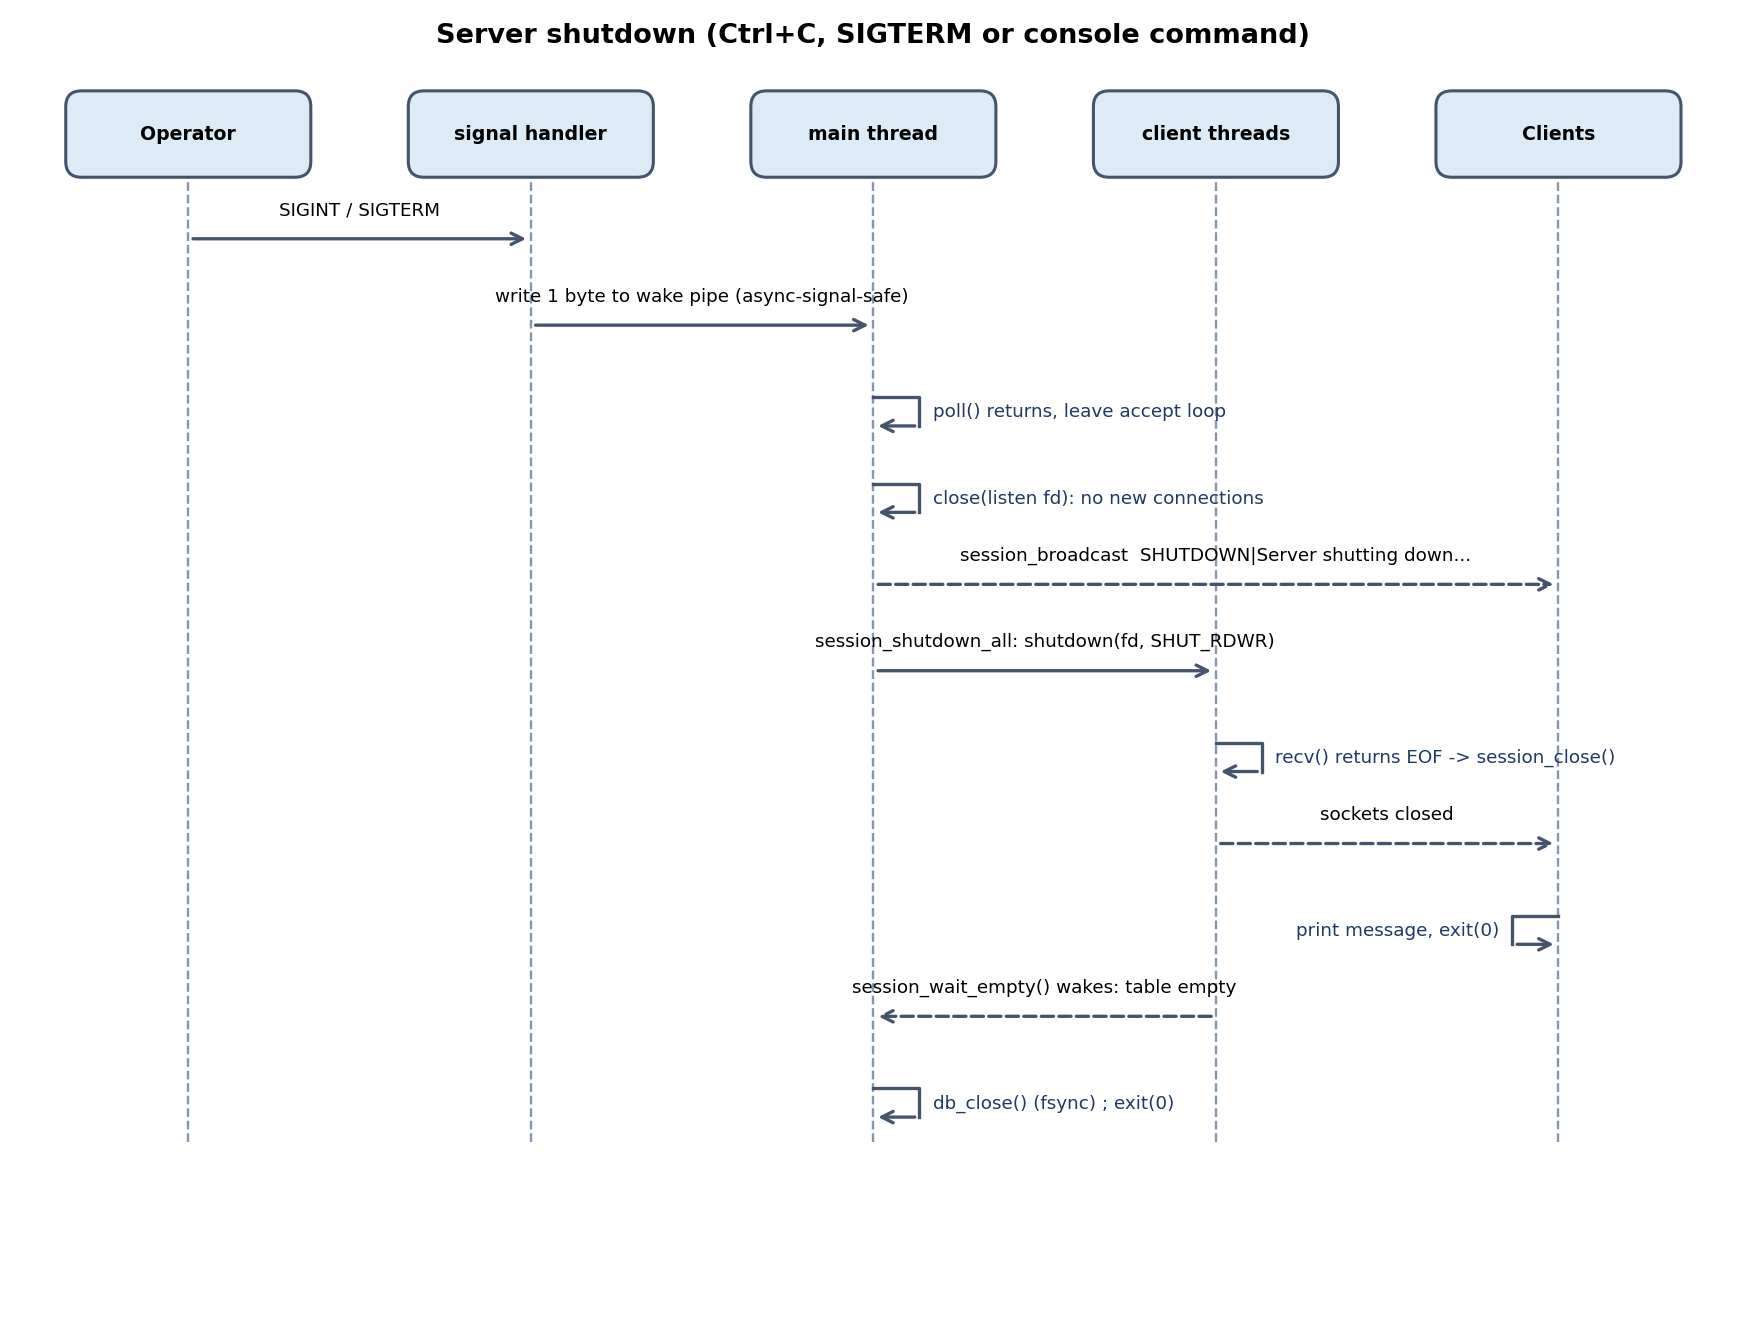 Server shutdown (Ctrl+C, SIGTERM or console command)
Operator
signal handler
main thread
client threads
Clients
SIGINT / SIGTERM
write 1 byte to wake pipe (async-signal-safe)
poll() returns, leave accept loop
close(listen fd): no new connections
session_broadcast  SHUTDOWN|Server shutting down...
session_shutdown_all: shutdown(fd, SHUT_RDWR)
recv() returns EOF -> session_close()
sockets closed
print message, exit(0)
session_wait_empty() wakes: table empty
db_close() (fsync) ; exit(0)